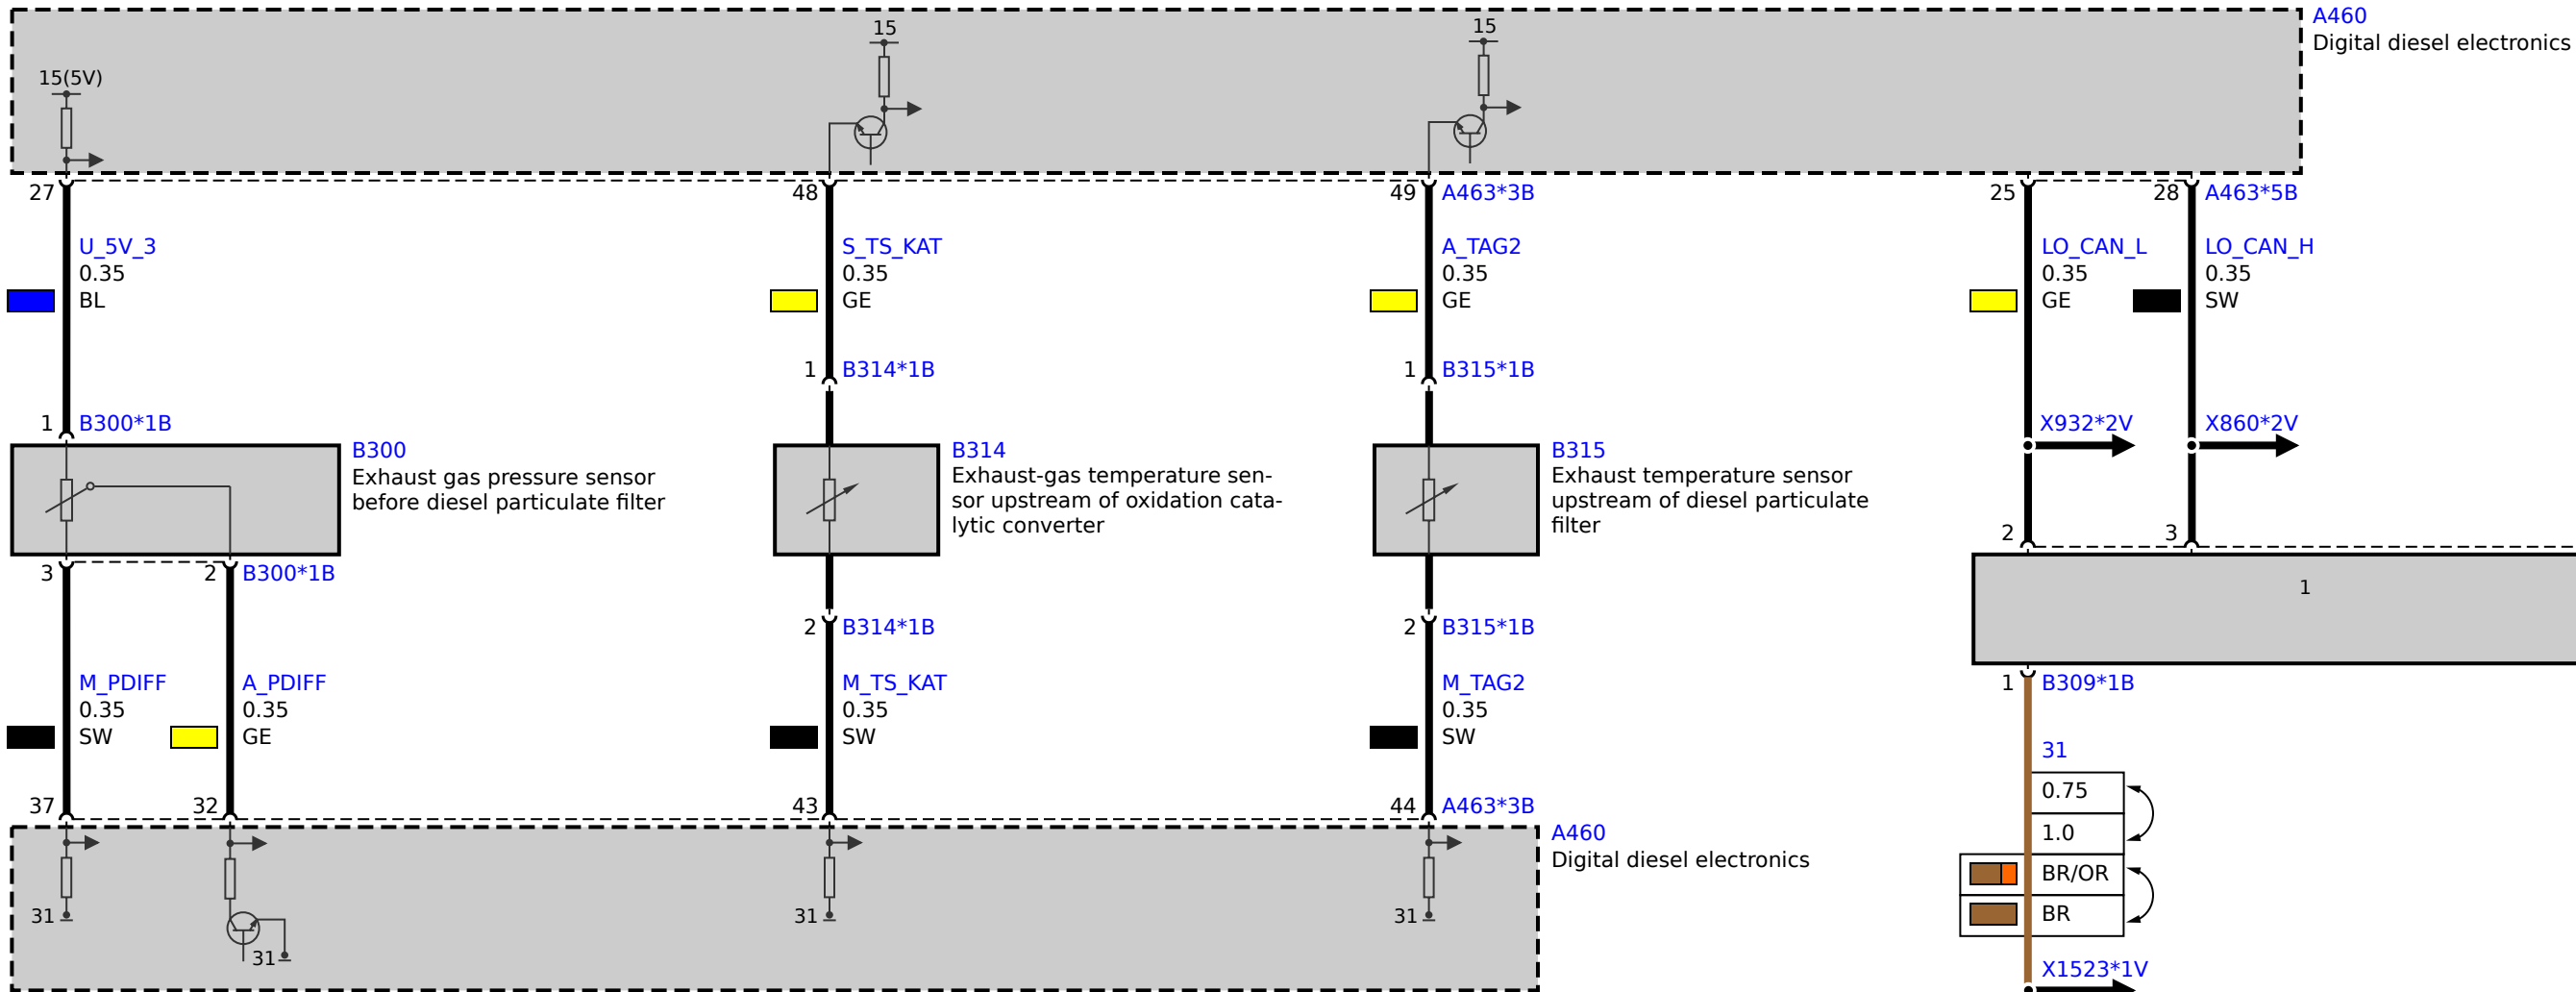 15
15
A460
Digital diesel electronics
15(5V)
27
48
49
A463*3B
25
28
A463*5B
U_5V_3
0.35
BL
S_TS_KAT
0.35
GE
A_TAG2
0.35
GE
LO_CAN_L
0.35
GE
LO_CAN_H
0.35
SW
1
B314*1B
1
B315*1B
1
B300*1B
X932*2V
X860*2V
B300
Exhaust gas pressure sensor
before diesel particulate filter
B314
Exhaust-gas temperature sen-
sor upstream of oxidation cata-
lytic converter
B315
Exhaust temperature sensor
upstream of diesel particulate
filter
2
3
3
2
B300*1B
1
2
B314*1B
2
B315*1B
M_PDIFF
0.35
SW
A_PDIFF
0.35
GE
M_TS_KAT
0.35
SW
M_TAG2
0.35
SW
1
B309*1B
31
0.75
1.0
BR/OR
BR
37
32
43
44
A463*3B
A460
Digital diesel electronics
31
31
31
31
X1523*1V